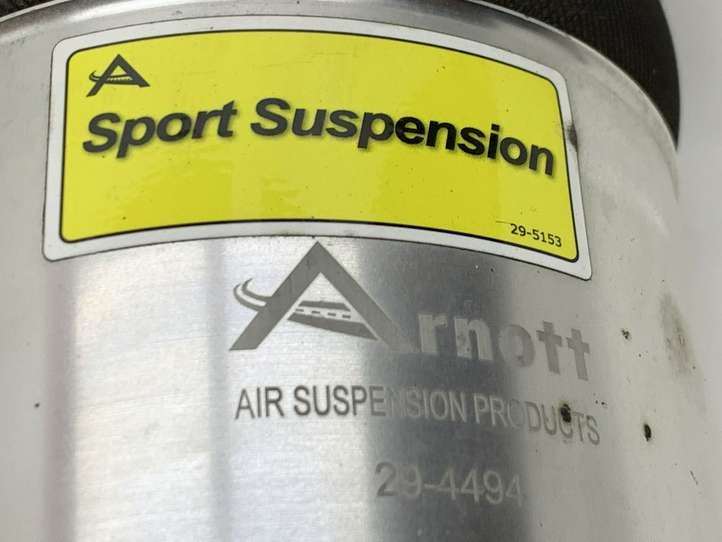 Sport Suspension
29-5153
Arnott
AIR SUSPENSION PRODUCTS
29-4494